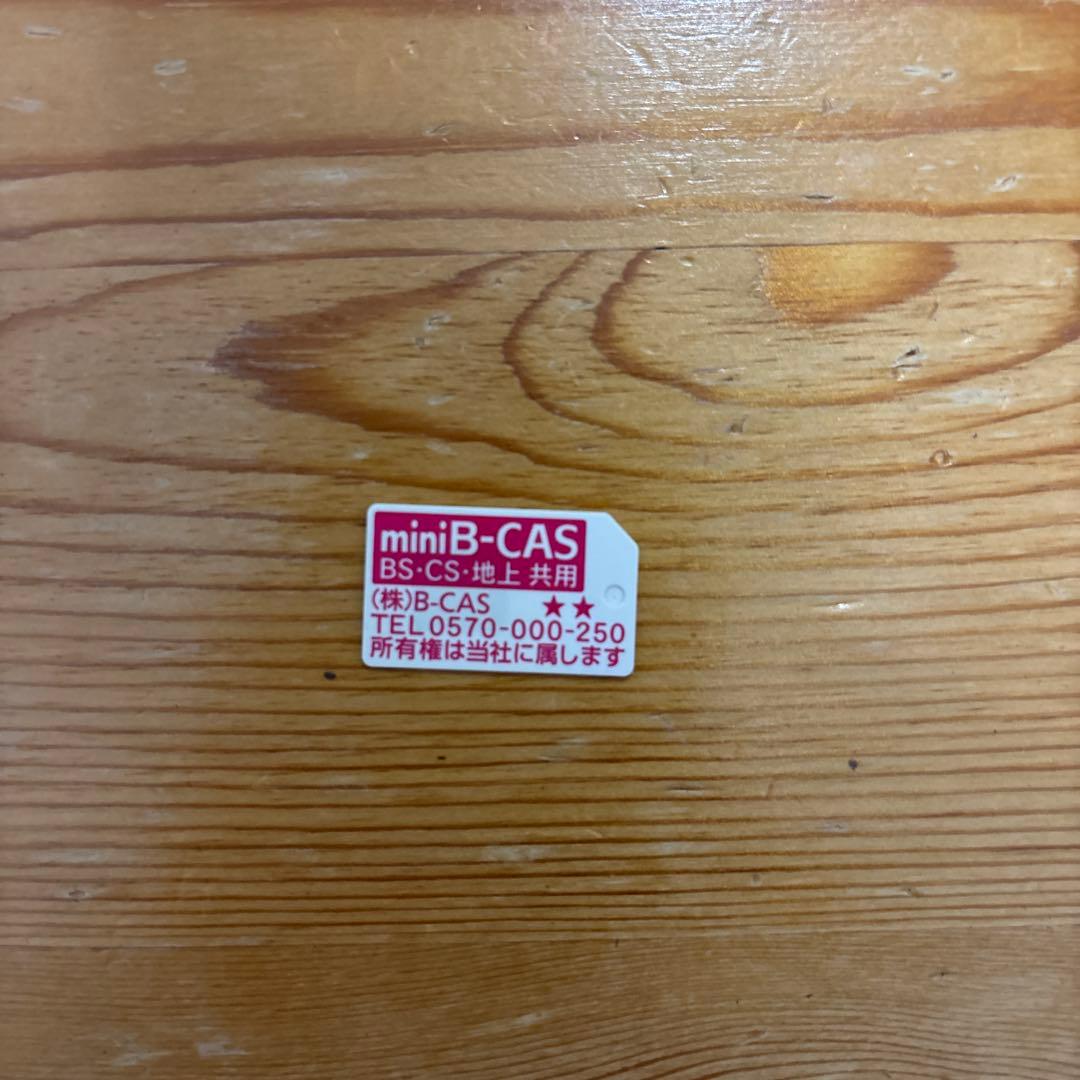 miniB-CAS
BS・CS・地上 共用
(株)B-CAS ★★
TEL 0570-000-250
所有権は当社に属します